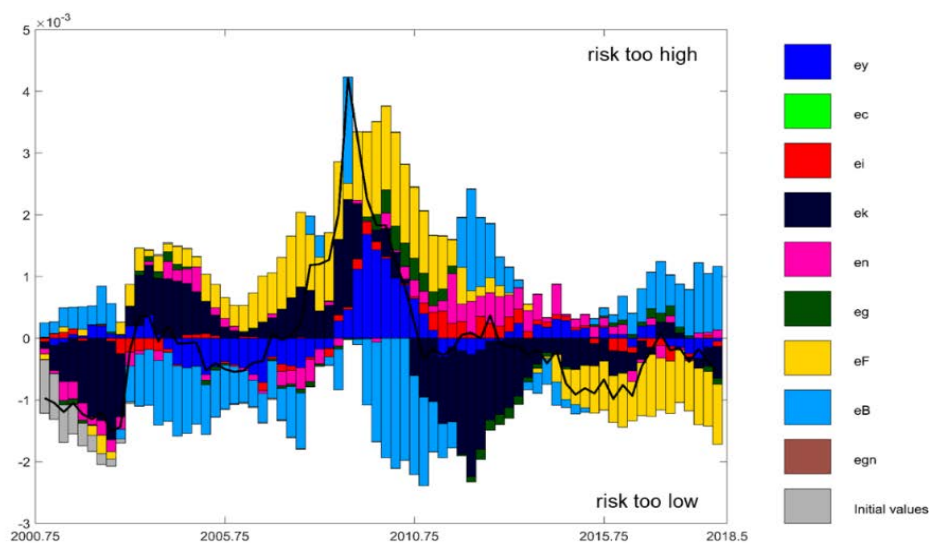 ×10⁻³
5
4
3
2
1
0
-1
-2
-3
risk too high
risk too low
2000.75
2005.75
2010.75
2015.75
2018.5
ey
ec
ei
ek
en
eg
eF
eB
egn
Initial values